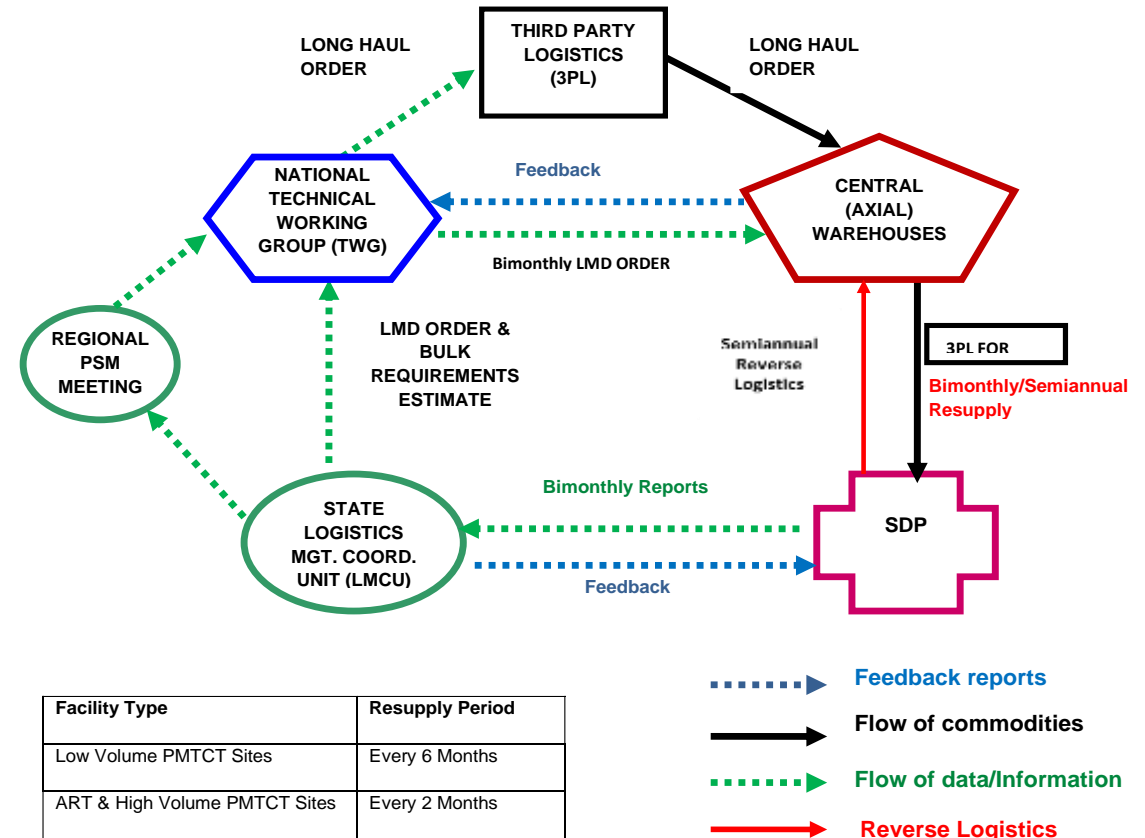 LONG HAUL
ORDER
THIRD PARTY
LOGISTICS
(3PL)
LONG HAUL
ORDER
NATIONAL
TECHNICAL
WORKING
GROUP (TWG)
Feedback
Bimonthly LMD ORDER
CENTRAL
(AXIAL)
WAREHOUSES
REGIONAL
PSM
MEETING
LMD ORDER &
BULK
REQUIREMENTS
ESTIMATE
Semiannual
Reverse
Logistics
3PL FOR
Bimonthly/Semiannual
Resupply
STATE
LOGISTICS
MGT. COORD.
UNIT (LMCU)
Bimonthly Reports
Feedback
SDP
Facility Type Resupply Period
Low Volume PMTCT Sites Every 6 Months
ART & High Volume PMTCT Sites Every 2 Months
Feedback reports
Flow of commodities
Flow of data/Information
Reverse Logistics